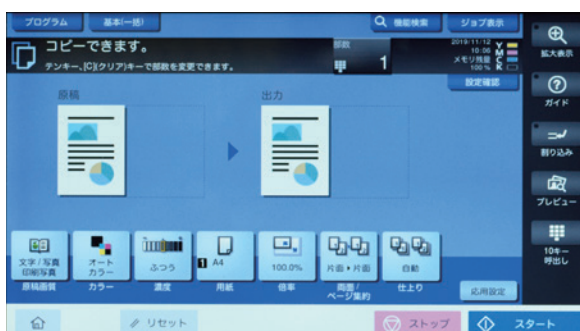 プログラム
基本(一括)
機能検索
ジョブ表示
コピーできます。
テンキー、[C](クリア)キーで部数を変更できます。
部数
1
2019/11/12
10:06
メモリ残量
100%
Y
M
C
K
設定確認
原稿
出力
拡大表示
ガイド
割り込み
プレビュー
10キー
呼出し
文字/写真
印刷写真
オート
カラー
ふつう
1 A4
100.0%
片面▶片面
自動
原稿画質
カラー
濃度
用紙
倍率
両面/
ページ集約
仕上り
応用設定
リセット
ストップ
スタート